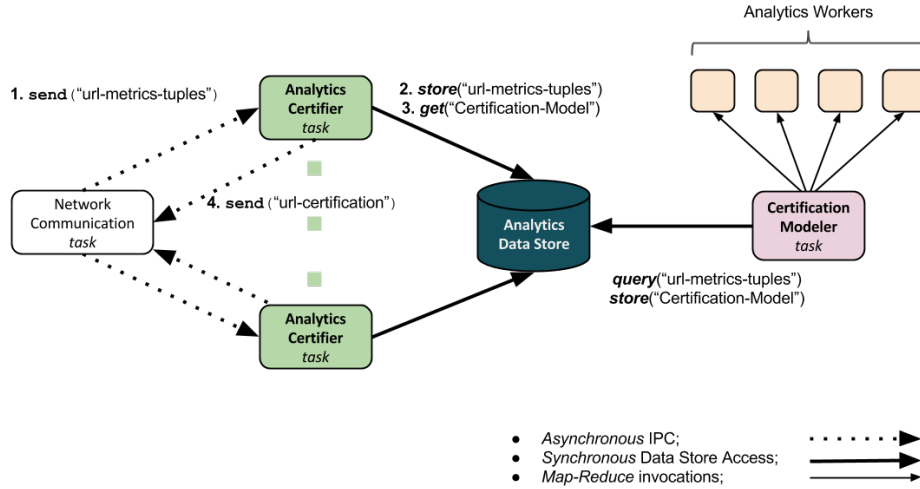 Analytics Workers
1. send(“url-metrics-tuples”)
Analytics
Certifier
task
2. store(“url-metrics-tuples”)
3. get(“Certification-Model”)
Network
Communication
task
4. send(“url-certification”)
Analytics
Data Store
Certification
Modeler
task
query(“url-metrics-tuples”)
store(“Certification-Model”)
Analytics
Certifier
task
Asynchronous IPC;
Synchronous Data Store Access;
Map-Reduce invocations;